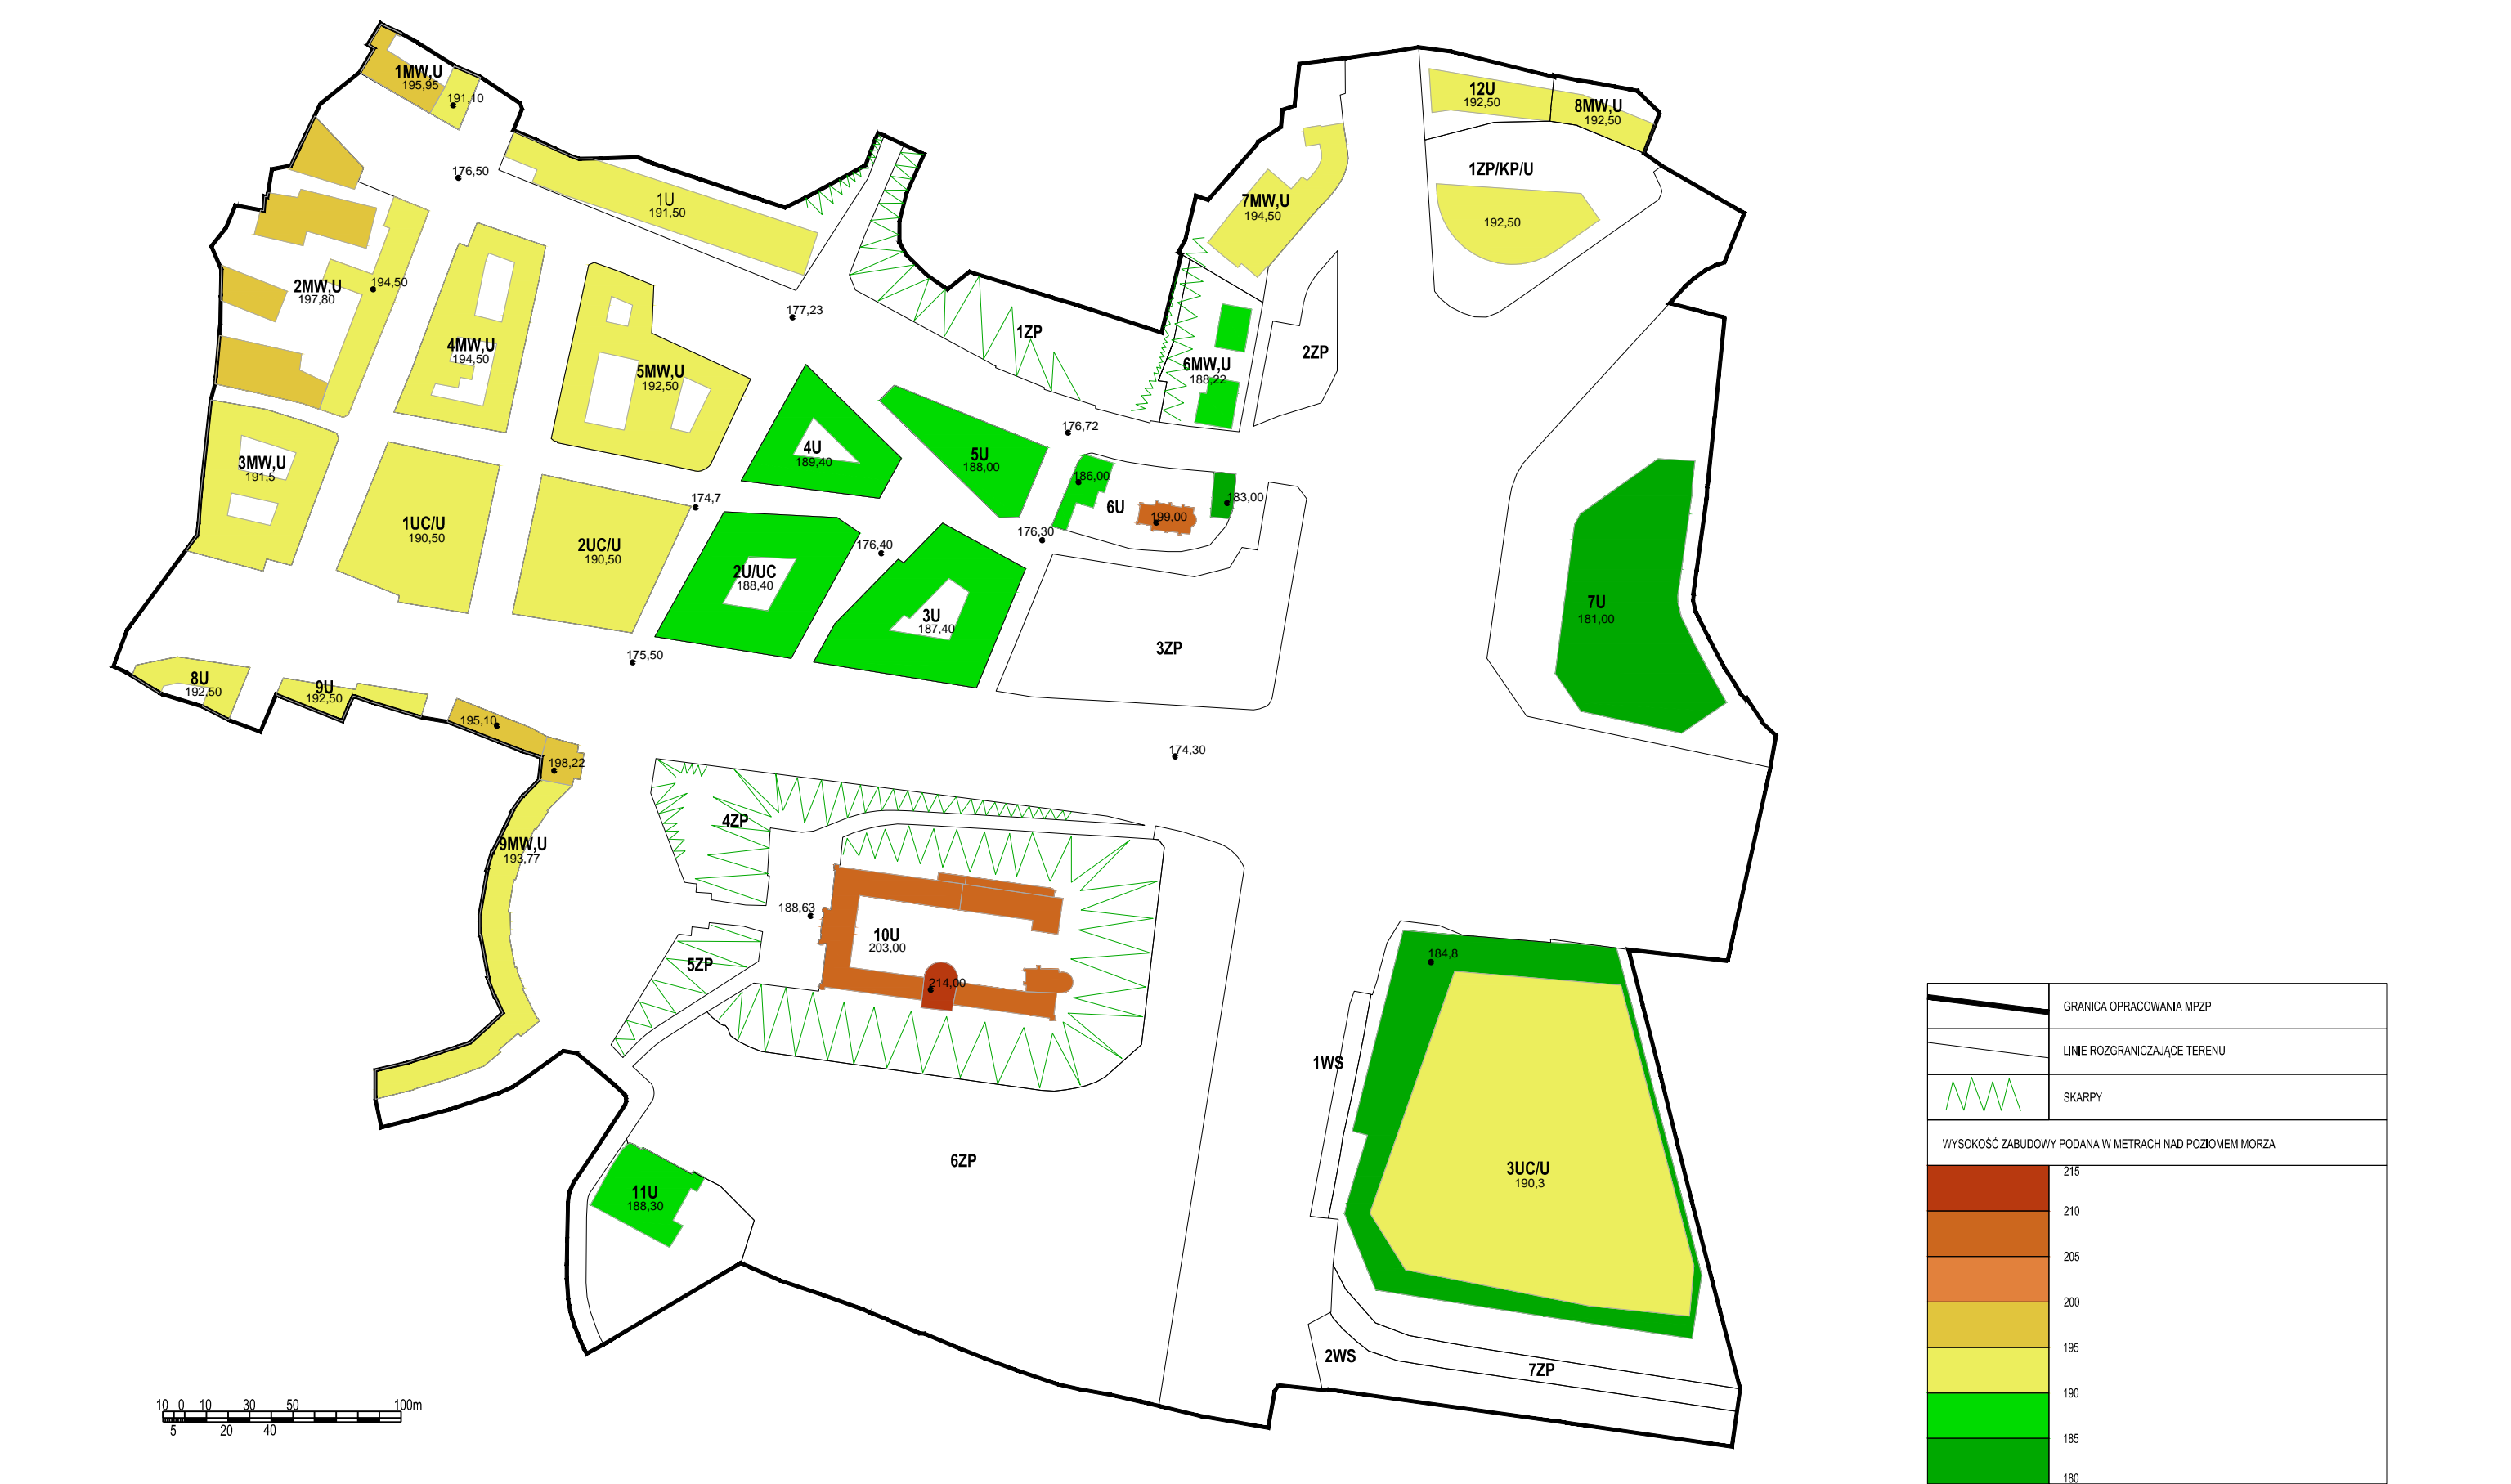 1MW,U
195,95
191,10
12U
192,50
8MW,U
192,50
176,50
1ZP/KP/U
1U
191,50
7MW,U
194,50
192,50
2MW,U
197,80
194,50
177,23
1ZP
4MW,U
194,50
2ZP
5MW,U
192,50
6MW,U
188,22
176,72
4U
189,40
5U
188,00
3MW,U
191,5
186,00
174,7
6U
183,00
199,00
1UC/U
190,50
176,30
2UC/U
190,50
176,40
2U/UC
188,40
3U
187,40
7U
181,00
3ZP
175,50
8U
192,50
9U
192,50
195,10
174,30
198,22
4ZP
9MW,U
193,77
188,63
10U
203,00
184,8
5ZP
214,00
GRANICA OPRACOWANIA MPZP
1WS
LINIE ROZGRANICZAJĄCE TERENU
SKARPY
WYSOKOŚĆ ZABUDOWY PODANA W METRACH NAD POZIOMEM MORZA
6ZP
3UC/U
190,3
215
11U
188,30
210
205
200
195
2WS
7ZP
190
10 0 10 30 50 100m
5 20 40
185
180